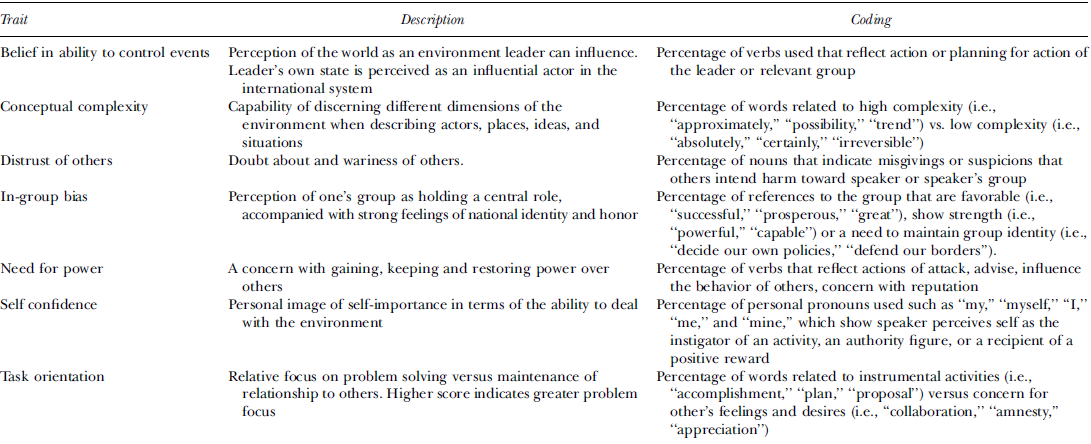 Trait Description Coding
Belief in ability to control events Perception of the world as an environment leader can influence. Percentage of verbs used that reflect action or planning for action of
Leader’s own state is perceived as an influential actor in the the leader or relevant group
international system
Conceptual complexity Capability of discerning different dimensions of the Percentage of words related to high complexity (i.e.,
environment when describing actors, places, ideas, and ‘‘approximately,” “possibility,’’ ‘‘trend’’) vs. low complexity (i.e.,
situations ‘‘absolutely,” “certainly,’’ ‘‘irreversible’’)
Distrust of others Doubt about and wariness of others. Percentage of nouns that indicate misgivings or suspicions that
others intend harm toward speaker or speaker’s group
In-group bias Perception of one’s group as holding a central role, Percentage of references to the group that are favorable (i.e.,
accompanied with strong feelings of national identity and honor ‘‘successful,’’ ‘‘prosperous,’’ ‘‘great’’), show strength (i.e.,
‘‘powerful,” ‘‘capable’’) or a need to maintain group identity (i.e.,
‘‘decide our own policies,’’ ‘‘defend our borders”).
Need for power A concern with gaining, keeping and restoring power over Percentage of verbs that reflect actions of attack, advise, influence
others the behavior of others, concern with reputation
Self confidence Personal image of self-importance in terms of the ability to deal Percentage of personal pronouns used such as ‘‘my,” ‘‘myself,’’ “I,’’
with the environment ‘‘me,’’ and ‘‘mine,” which show speaker perceives self as the
instigator of an activity, an authority figure, or a recipient of a
positive reward
Task orientation Relative focus on problem solving versus maintenance of Percentage of words related to instrumental activities (i.e.,
relationship to others. Higher score indicates greater problem ‘‘accomplishment,” ‘‘plan,’’ ‘‘proposal’’) versus concern for
focus other’s feelings and desires (i.e., “collaboration,’’ ‘‘amnesty,”
‘‘appreciation’’)